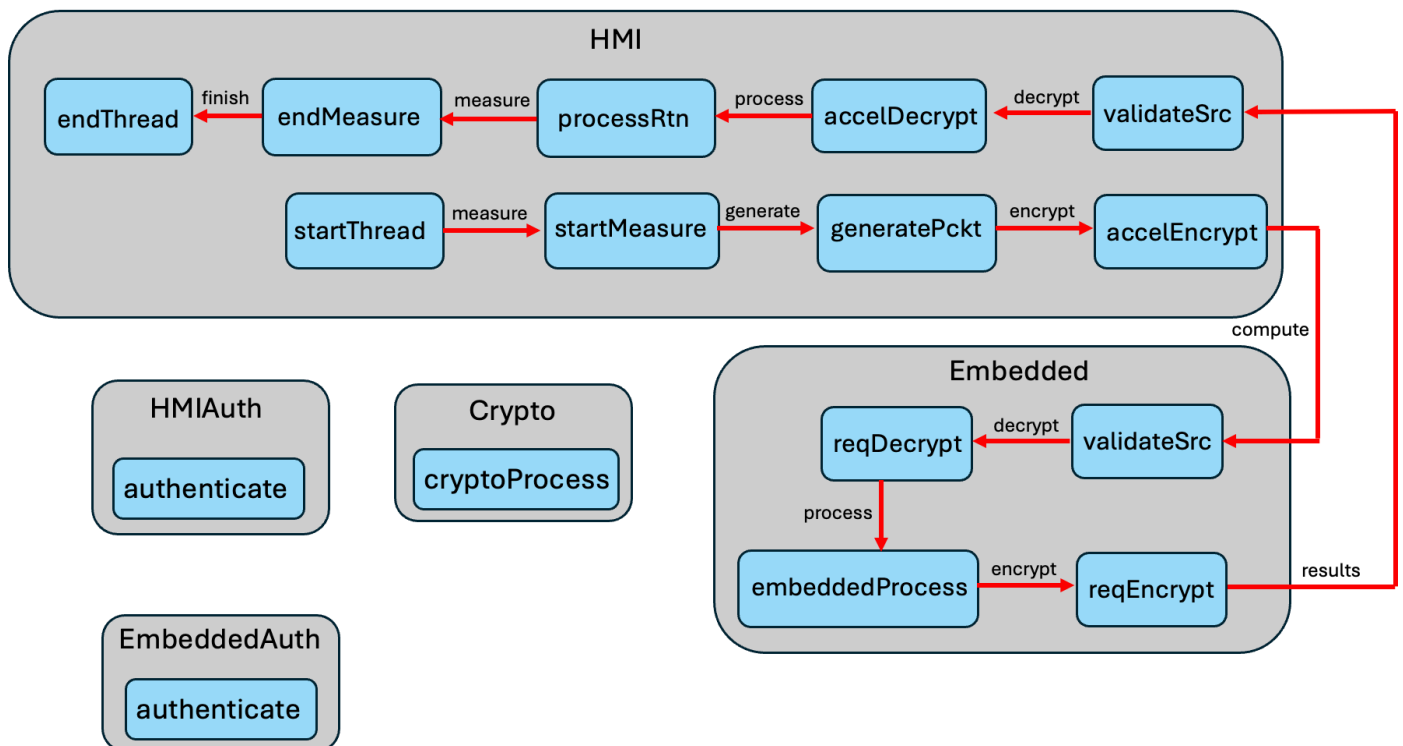 HMI
endThread
finish
endMeasure
measure
processRtn
process
accelDecrypt
decrypt
validateSrc
startThread
measure
startMeasure
generate
generatePckt
encrypt
accelEncrypt
compute
HMIAuth
authenticate
Crypto
cryptoProcess
Embedded
reqDecrypt
decrypt
validateSrc
process
embeddedProcess
encrypt
reqEncrypt
results
EmbeddedAuth
authenticate